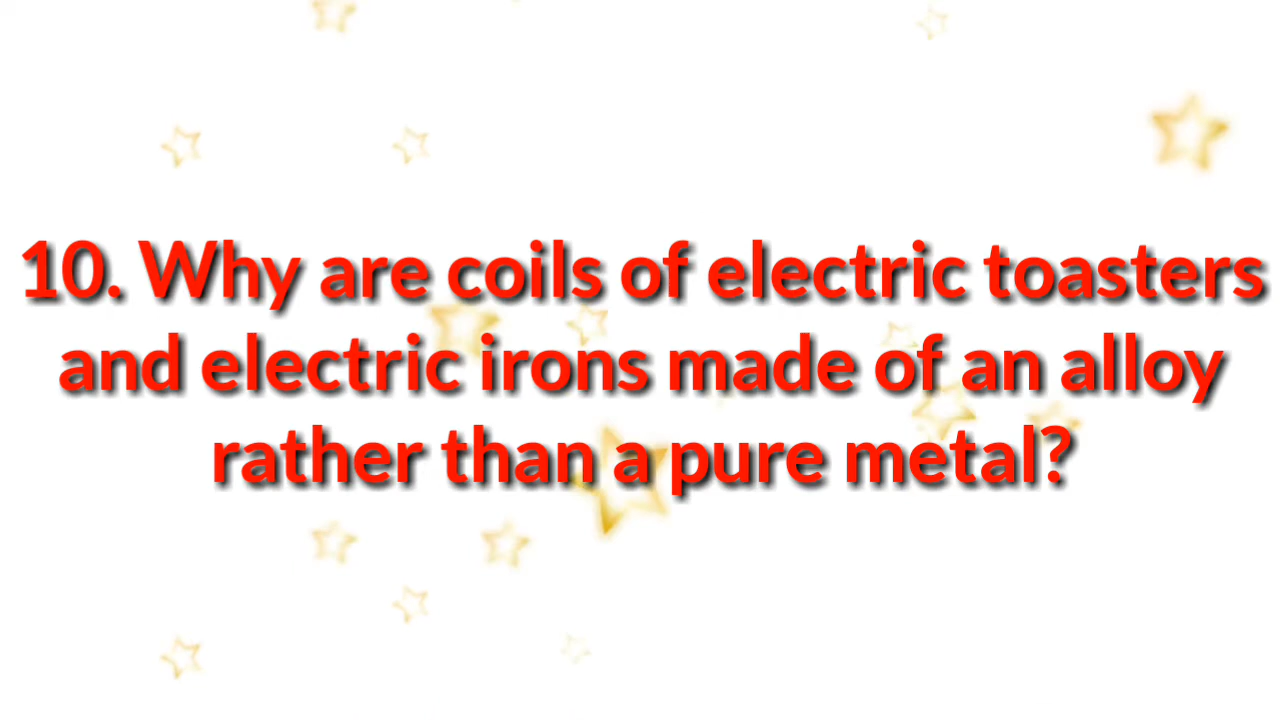 10. Why are coils of electric toasters
and electric irons made of an alloy
rather than a pure metal?